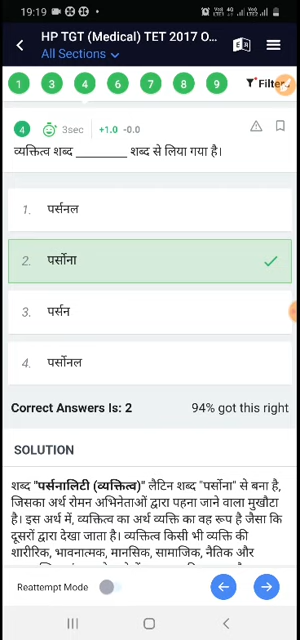 19:19
HP TGT (Medical) TET 2017 O...
All Sections
1 3 4 6 7 8 9 Filter
4 3sec +1.0 -0.0
व्यक्तित्व शब्द _________ शब्द से लिया गया है।
1. पर्सनल
2. पर्सोना
3. पर्सन
4. पर्सोनल
Correct Answers Is: 2 94% got this right
SOLUTION
शब्द "पर्सनालिटी (व्यक्तित्व)" लैटिन शब्द "पर्सोना" से बना है,
जिसका अर्थ रोमन अभिनेताओं द्वारा पहना जाने वाला मुखौटा
है। इस अर्थ में, व्यक्तित्व का अर्थ व्यक्ति का वह रूप है जैसा कि
दूसरों द्वारा देखा जाता है। व्यक्तित्व किसी भी व्यक्ति की
शारीरिक, भावनात्मक, मानसिक, सामाजिक, नैतिक और
Reattempt Mode